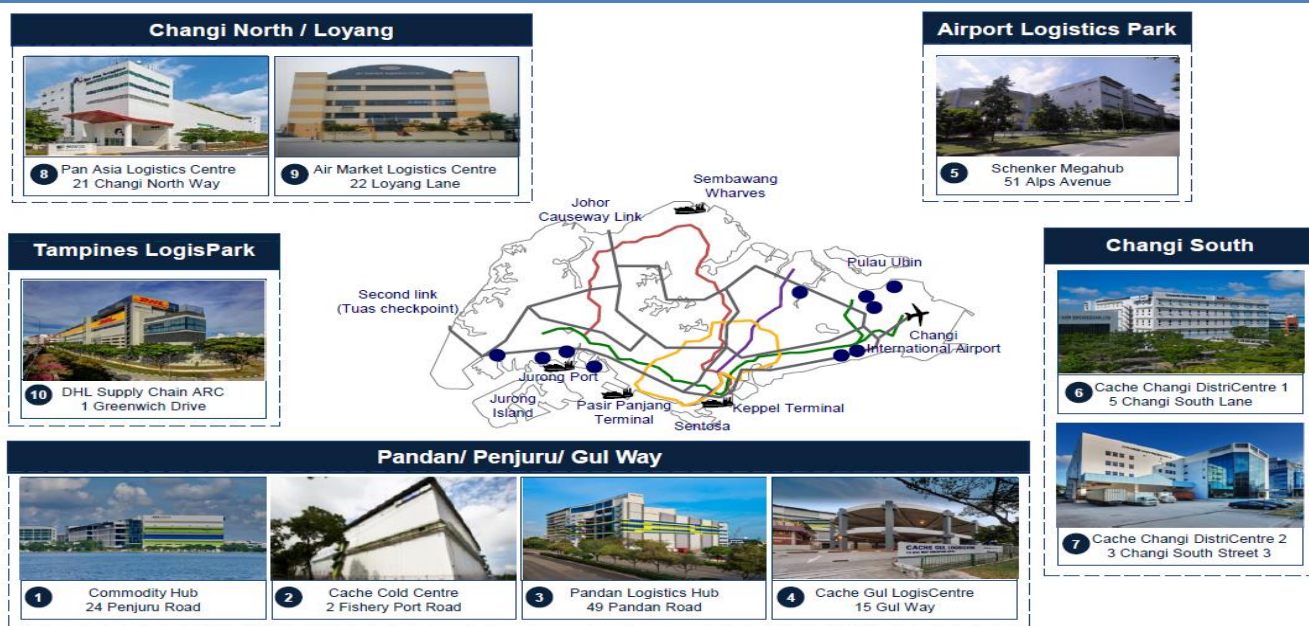 Changi North / Loyang
8
Pan Asia Logistics Centre
21 Changi North Way
9
Air Market Logistics Centre
22 Loyang Lane
Airport Logistics Park
5
Schenker Megahub
51 Alps Avenue
Tampines LogisPark
DHL
10
DHL Supply Chain ARC
1 Greenwich Drive
Sembawang
Wharves
Johor
Causeway Link
Pulau Ubin
Second link
(Tuas checkpoint)
Changi
International Airport
Jurong Port
Jurong
Island
Pasir Panjang
Terminal
Keppel Terminal
Sentosa
Changi South
6
Cache Changi DistriCentre 1
5 Changi South Lane
7
Cache Changi DistriCentre 2
3 Changi South Street 3
Pandan/ Penjuru/ Gul Way
1
Commodity Hub
24 Penjuru Road
2
Cache Cold Centre
2 Fishery Port Road
3
Pandan Logistics Hub
49 Pandan Road
CACHE GUL LOGISCENTRE
4
Cache Gul LogisCentre
15 Gul Way